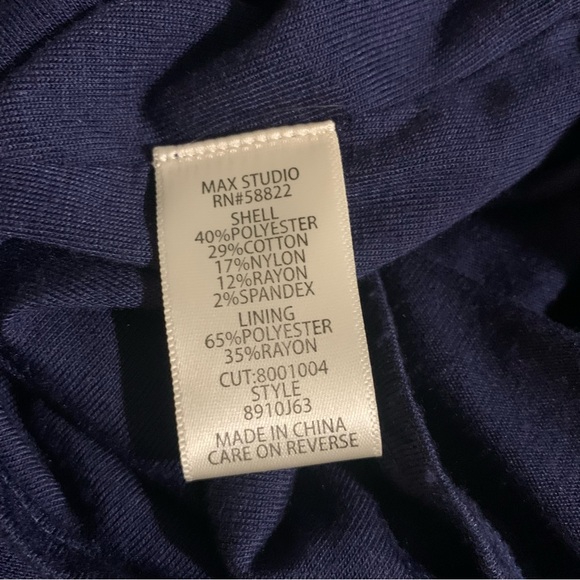 MAX STUDIO
RN#58822
SHELL
40%POLYESTER
29%COTTON
17%NYLON
12%RAYON
2%SPANDEX
LINING
65%POLYESTER
35%RAYON
CUT:8001004
STYLE
8910J63
MADE IN CHINA
CARE ON REVERSE